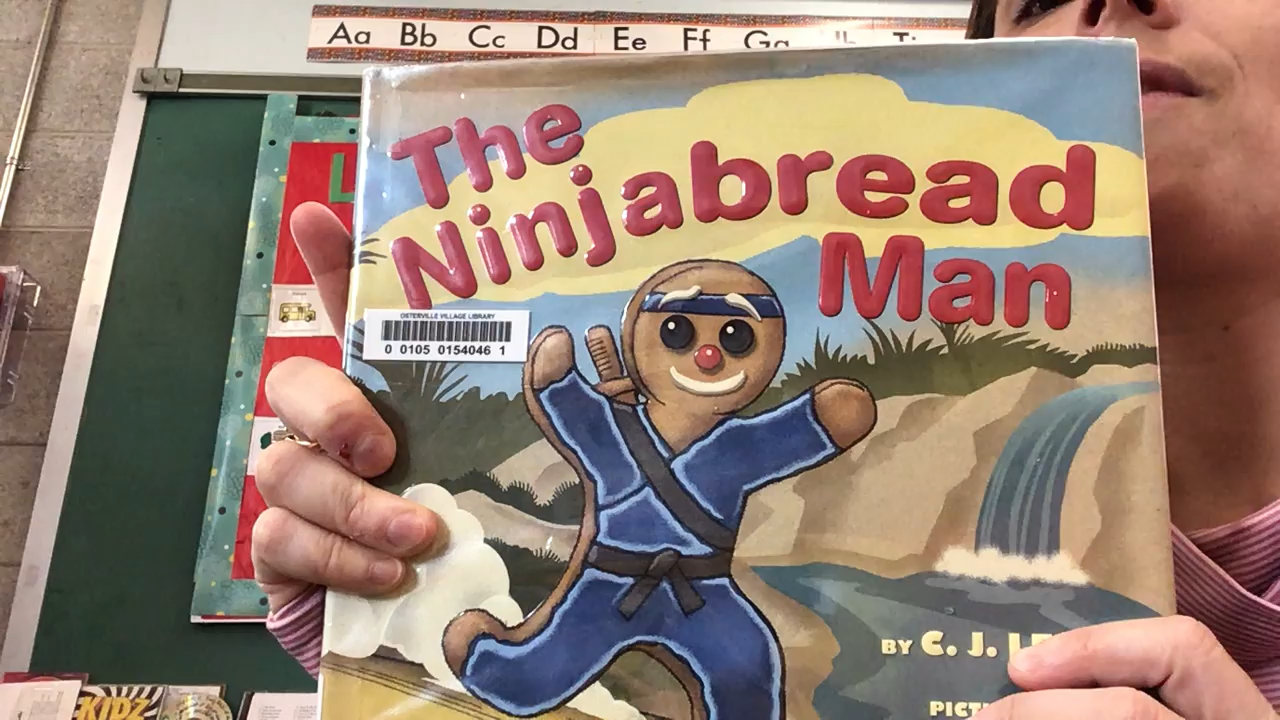 Aa Bb Cc Dd Ee Ff
The
Ninjabread
Man
OSTERVILLE VILLAGE LIBRARY
0 0105 0154046 1
BY C. J.
KIDZ